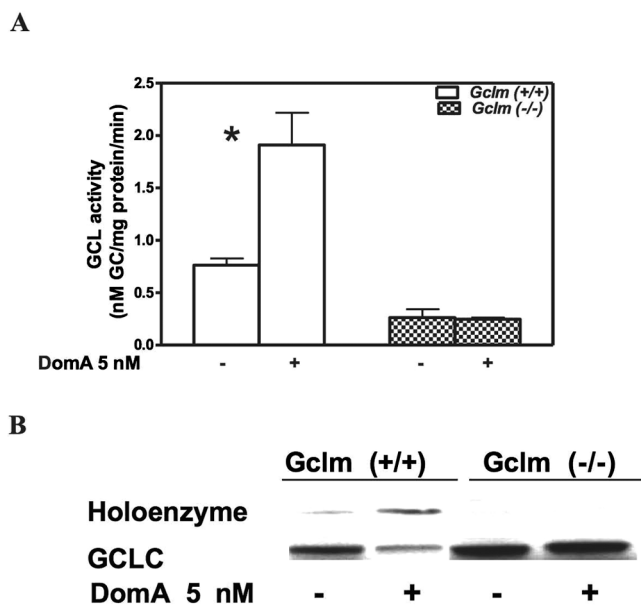 A
2.5
2.0
1.5
1.0
0.5
0.0
GCL activity
(nM GC/mg protein/min)
*
Gclm (+/+)
Gclm (-/-)
DomA 5 nM - + - +
B
Gclm (+/+) Gclm (-/-)
Holoenzyme
GCLC
DomA 5 nM - + - +